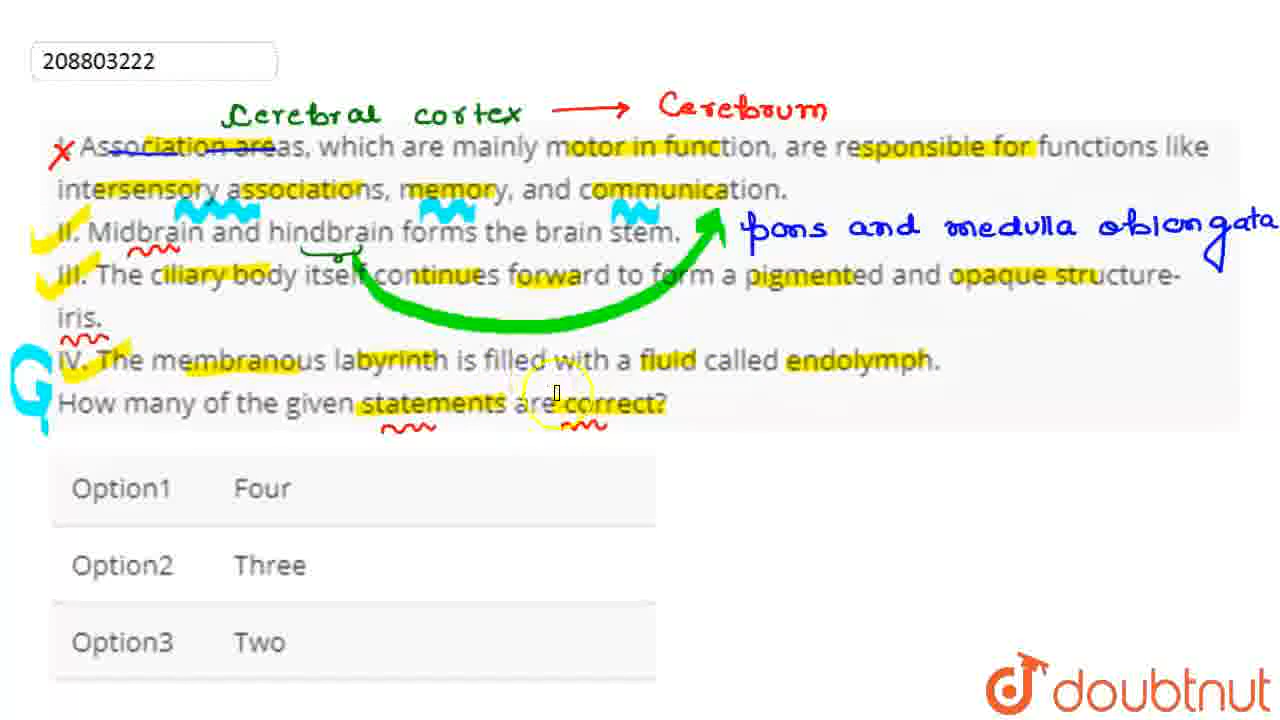 208803222
Cerebral cortex → Cerebrum
x Association areas, which are mainly motor in function, are responsible for functions like
intersensory associations, memory, and communication.
II. Midbrain and hindbrain forms the brain stem.
pons and medulla oblongata
III. The ciliary body itself continues forward to form a pigmented and opaque structure-
iris.
IV. The membranous labyrinth is filled with a fluid called endolymph.
How many of the given statements are correct?
Option1 Four
Option2 Three
Option3 Two
doubtnut